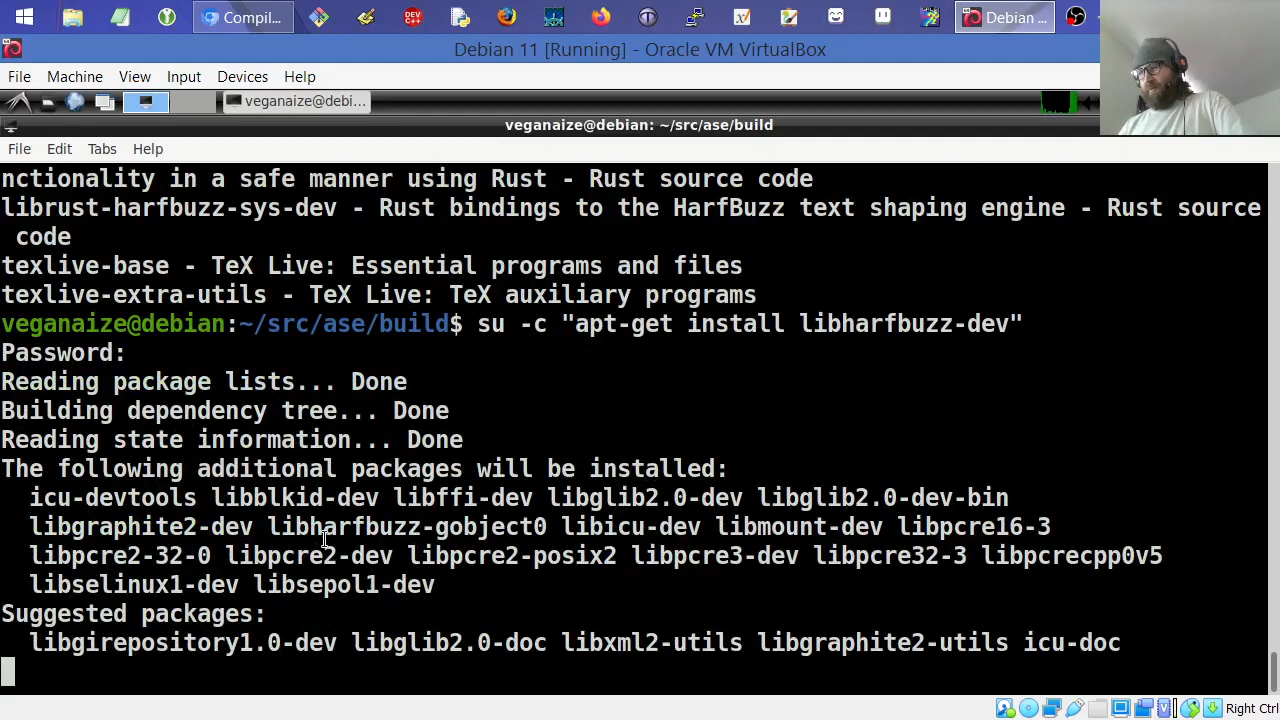 Compil...
Debian ...
Debian 11 [Running] - Oracle VM VirtualBox
File Machine View Input Devices Help
veganaize@debi...
veganaize@debian: ~/src/ase/build
File Edit Tabs Help
nctionality in a safe manner using Rust - Rust source code
librust-harfbuzz-sys-dev - Rust bindings to the HarfBuzz text shaping engine - Rust source
code
texlive-base - TeX Live: Essential programs and files
texlive-extra-utils - TeX Live: TeX auxiliary programs
veganaize@debian:~/src/ase/build$ su -c "apt-get install libharfbuzz-dev"
Password:
Reading package lists... Done
Building dependency tree... Done
Reading state information... Done
The following additional packages will be installed:
icu-devtools libblkid-dev libffi-dev libglib2.0-dev libglib2.0-dev-bin
libgraphite2-dev libharfbuzz-gobject0 libicu-dev libmount-dev libpcre16-3
libpcre2-32-0 libpcre2-dev libpcre2-posix2 libpcre3-dev libpcre32-3 libpcrecpp0v5
libselinux1-dev libsepol1-dev
Suggested packages:
libgirepository1.0-dev libglib2.0-doc libxml2-utils libgraphite2-utils icu-doc
Right Ctrl